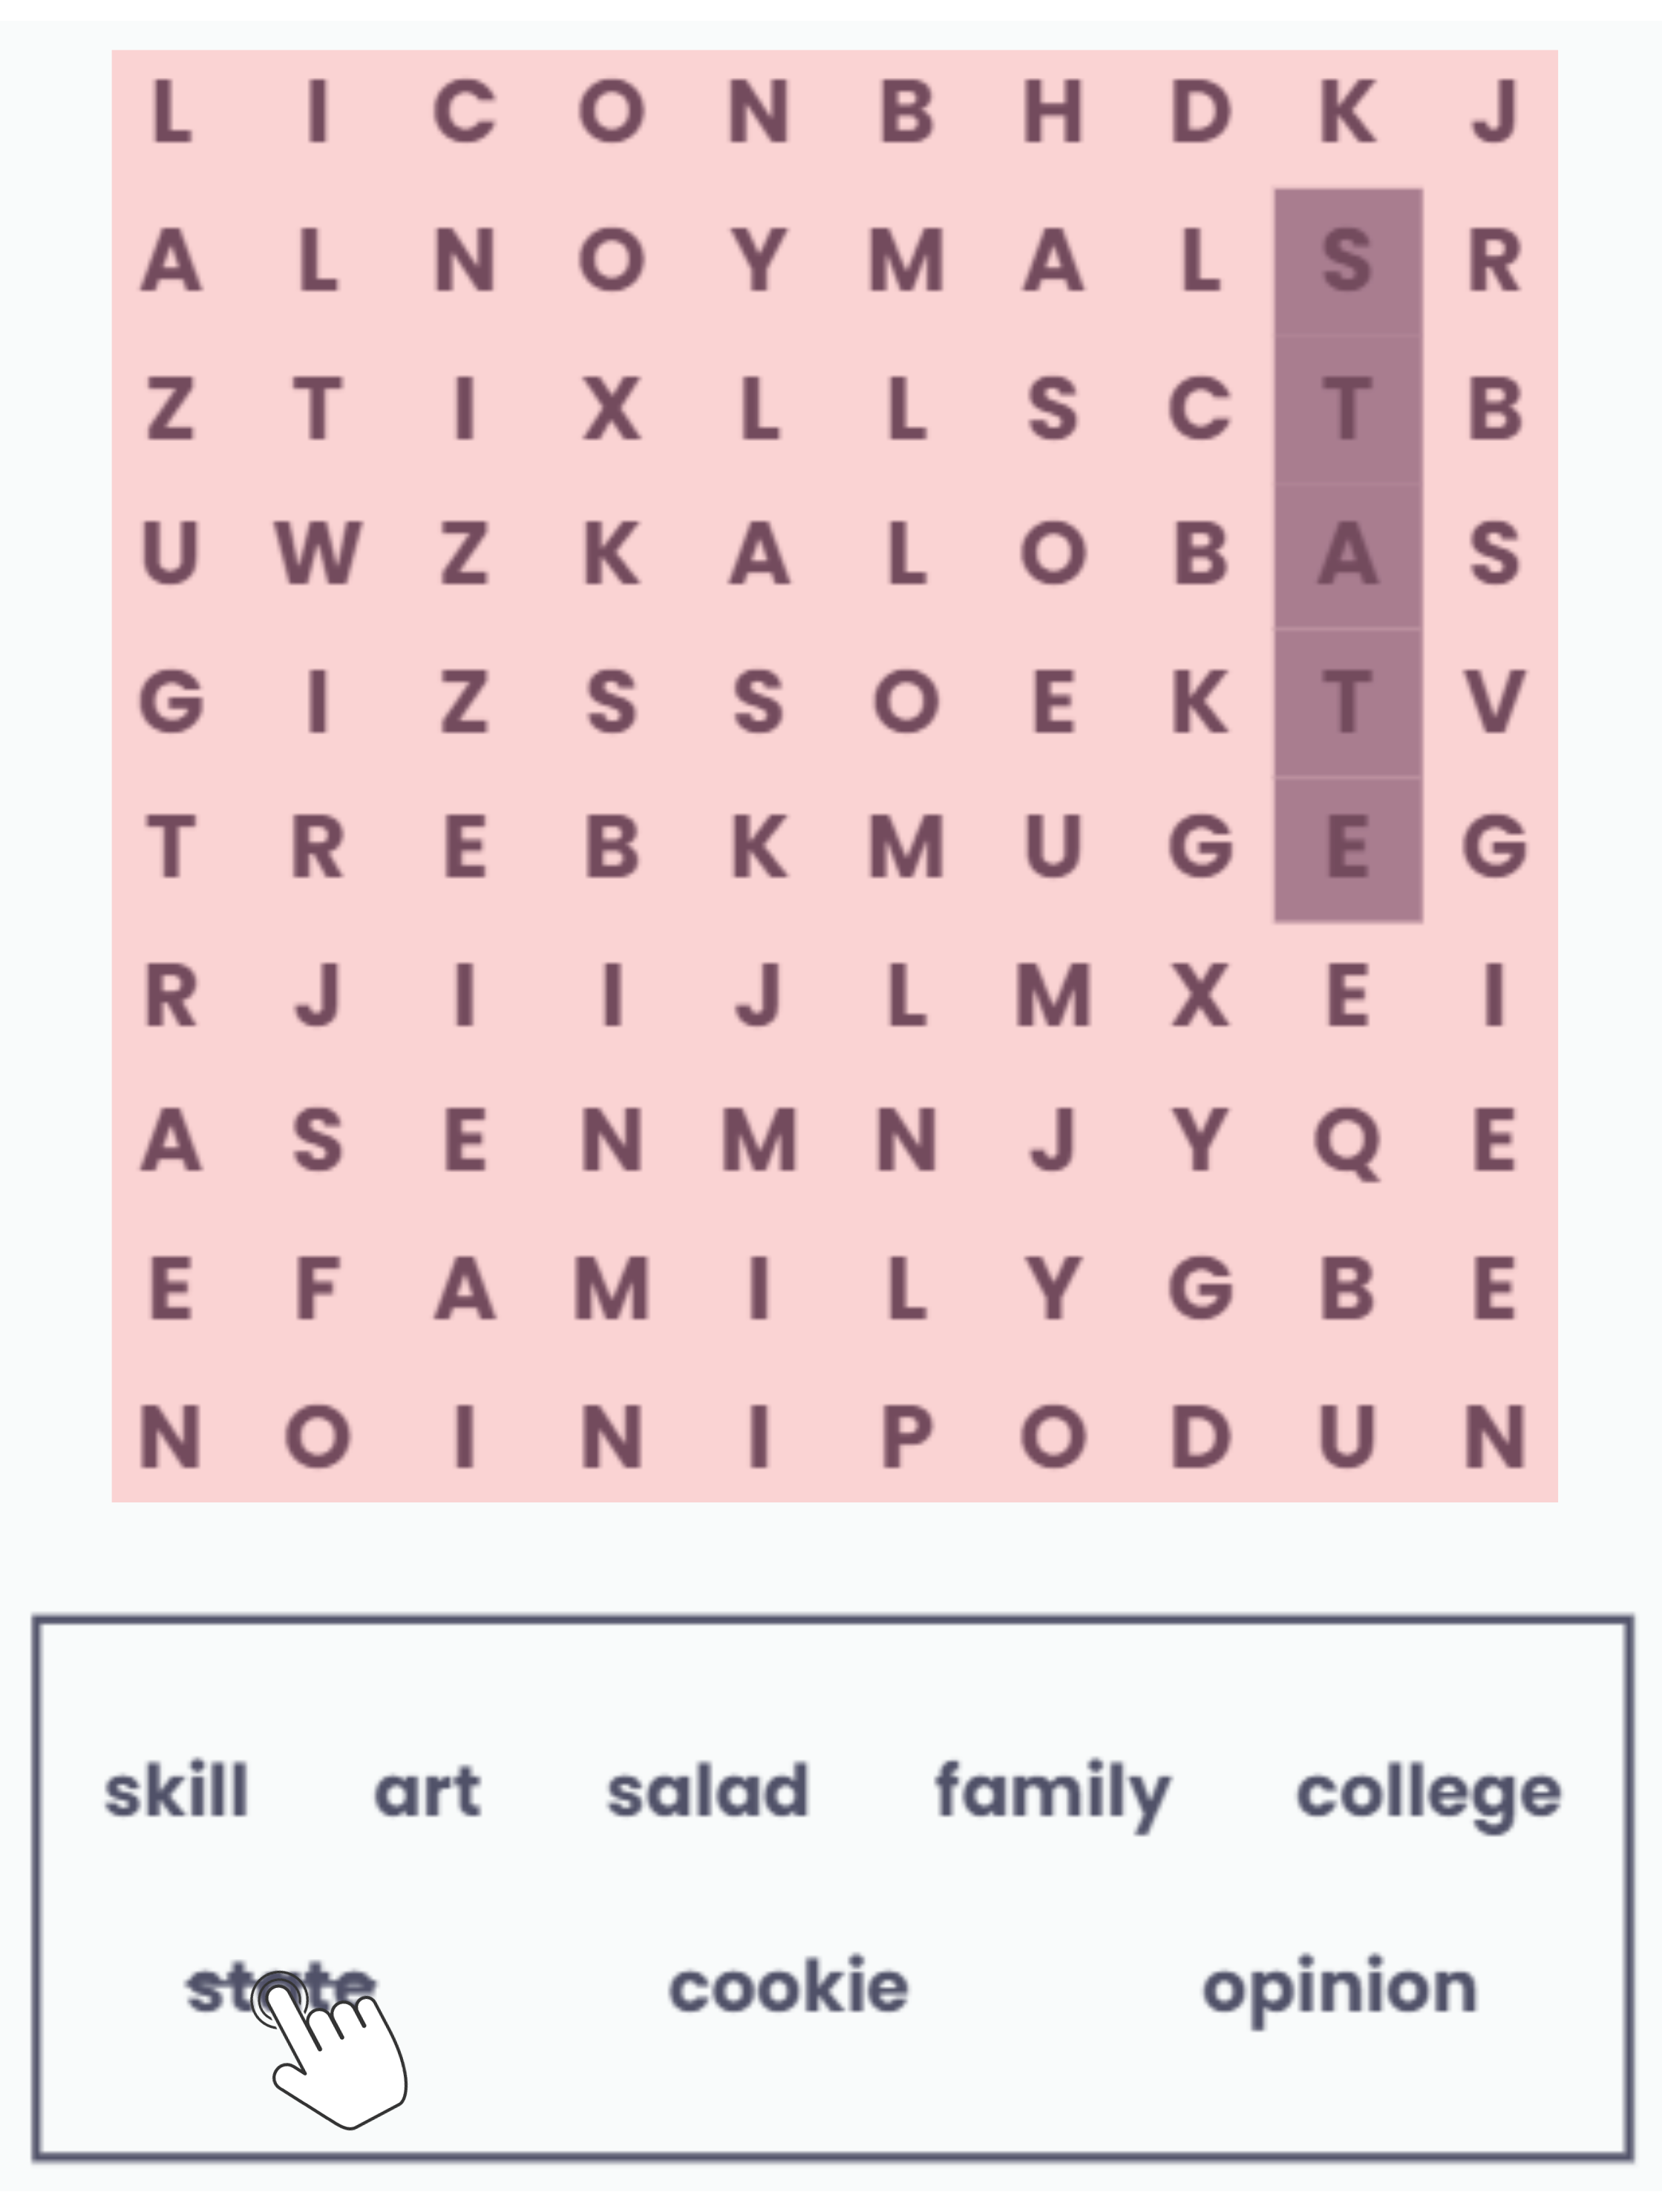 L I C O N B H D K J
A L N O Y M A L S R
Z T I X L L S C T B
U W Z K A L O B A S
G I Z S S O E K T V
T R E B K M U G E G
R J I I J L M X E I
A S E N M N J Y Q E
E F A M I L Y G B E
N O I N I P O D U N
skill art salad family college
state cookie opinion